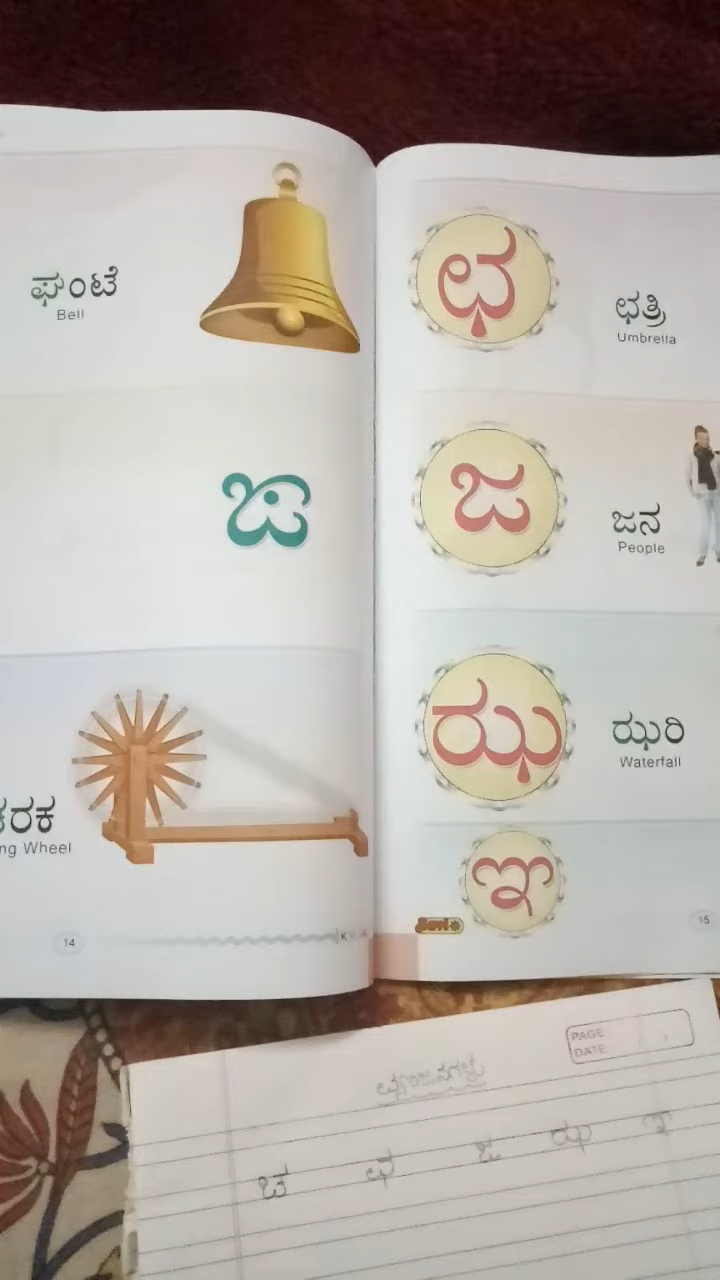 ಘಂಟೆ
Bell
ಙ
ರಕ
ng Wheel
14
ಛ
ಛತ್ರಿ
Umbrella
ಜ
ಜನ
People
ಝ
ಝರಿ
Waterfall
ಞ
15
PAGE
DATE
ವ್ಯಂಜನಗಳು
ಚ ಛ ಜ ಝ ಞ